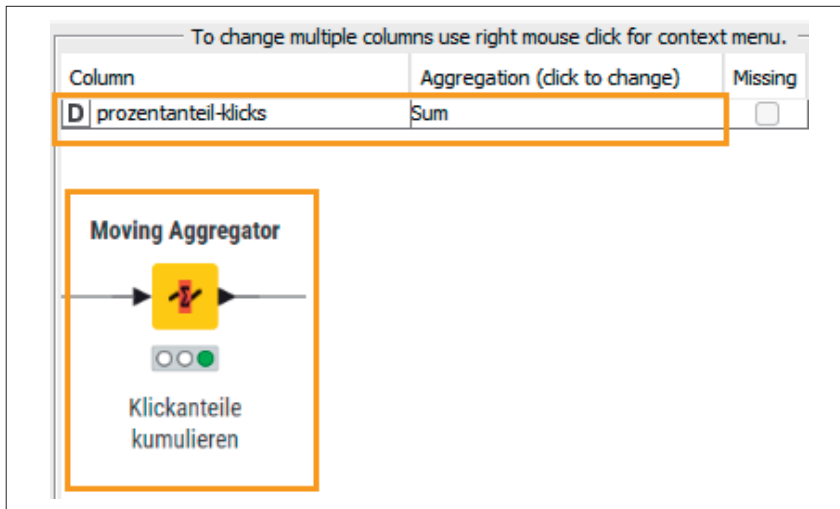 To change multiple columns use right mouse click for context menu.
Column Aggregation (click to change) Missing
D prozentanteil-klicks Sum
Moving Aggregator
Σ
Klickanteile
kumulieren